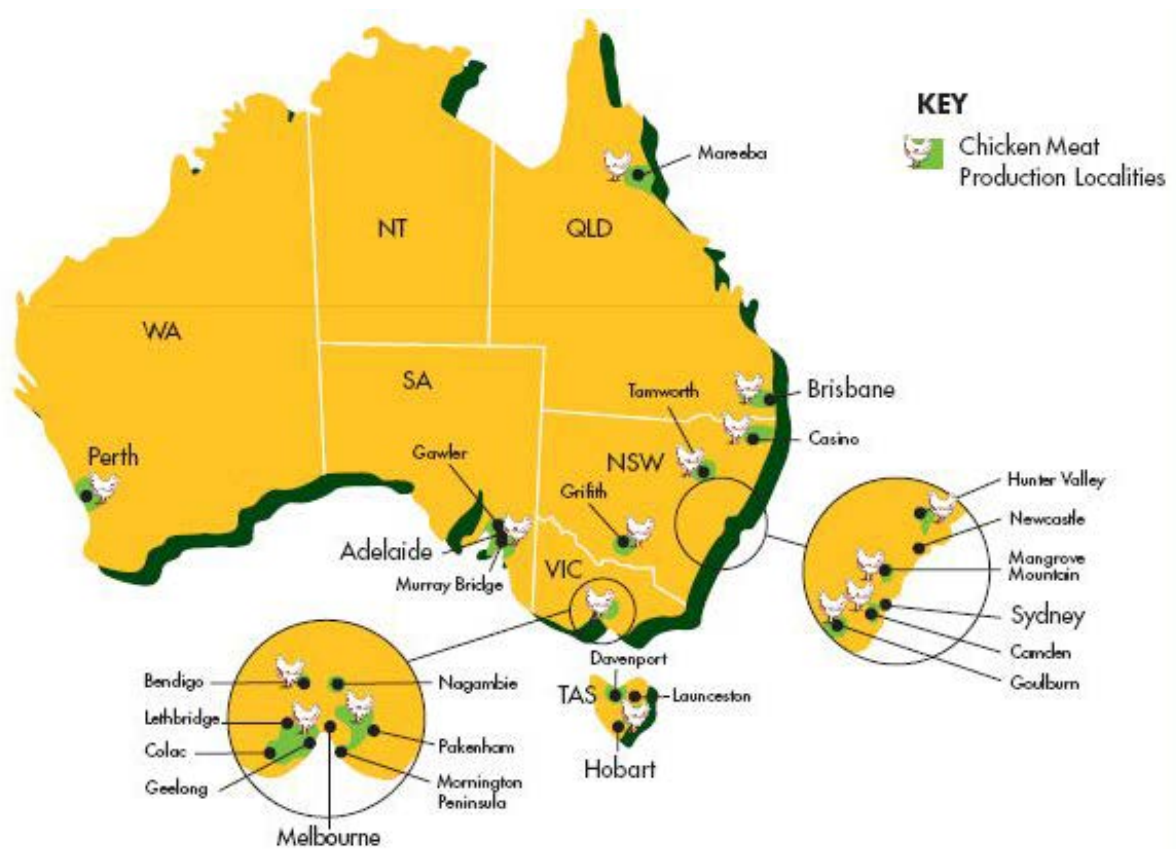 KEY
Chicken Meat
Production Localities
Mareeba
NT
QLD
WA
SA
Tamworth
Brisbane
Casino
Perth
Gawler
NSW
Grifith
Hunter Valley
Newcastle
Adelaide
Murray Bridge
VIC
Mangrove
Mountain
Sydney
Camden
Goulburn
Davenport
TAS
Launceston
Hobart
Bendigo
Nagambie
Lethbridge
Colac
Pakenham
Geelong
Mornington
Peninsula
Melbourne